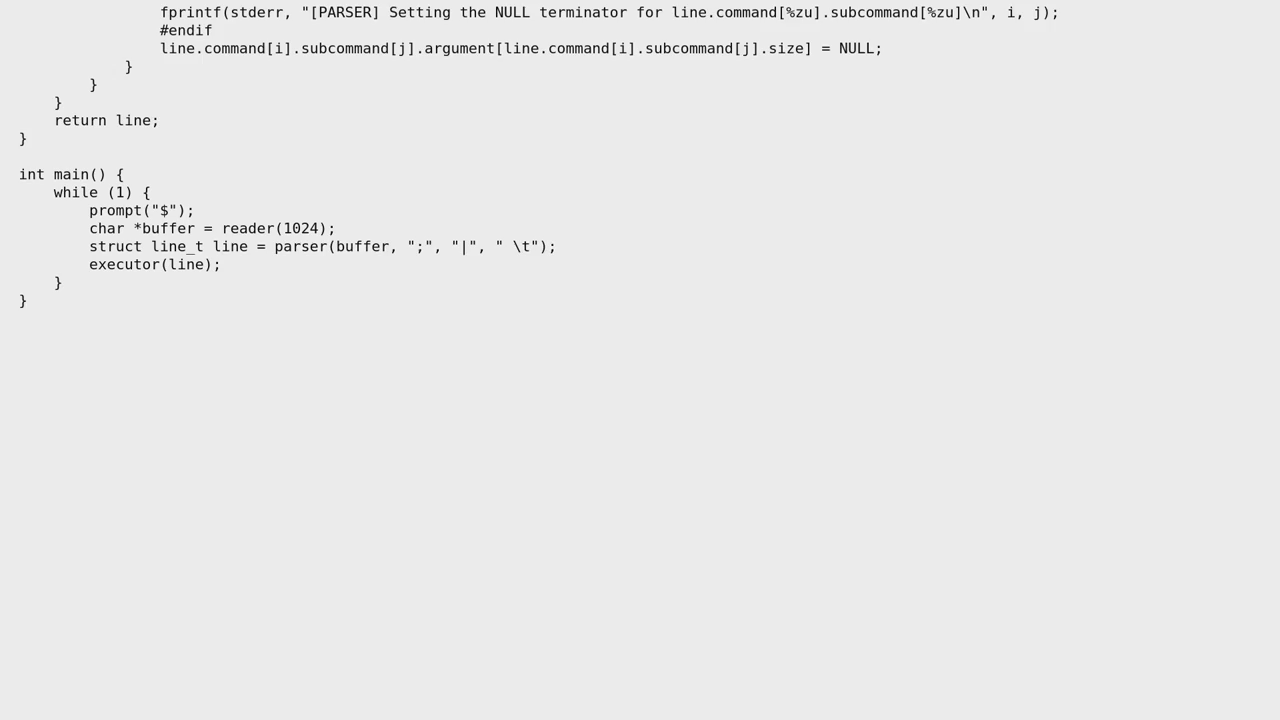 fprintf(stderr, "[PARSER] Setting the NULL terminator for line.command[%zu].subcommand[%zu]\n", i, j);
                #endif
                line.command[i].subcommand[j].argument[line.command[i].subcommand[j].size] = NULL;
            }
        }
    }
    return line;
}

int main() {
    while (1) {
        prompt("$");
        char *buffer = reader(1024);
        struct line_t line = parser(buffer, ";", "|", " \t");
        executor(line);
    }
}